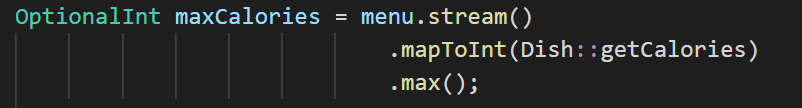 OptionalInt maxCalories = menu.stream()
.mapToInt(Dish::getCalories)
.max();